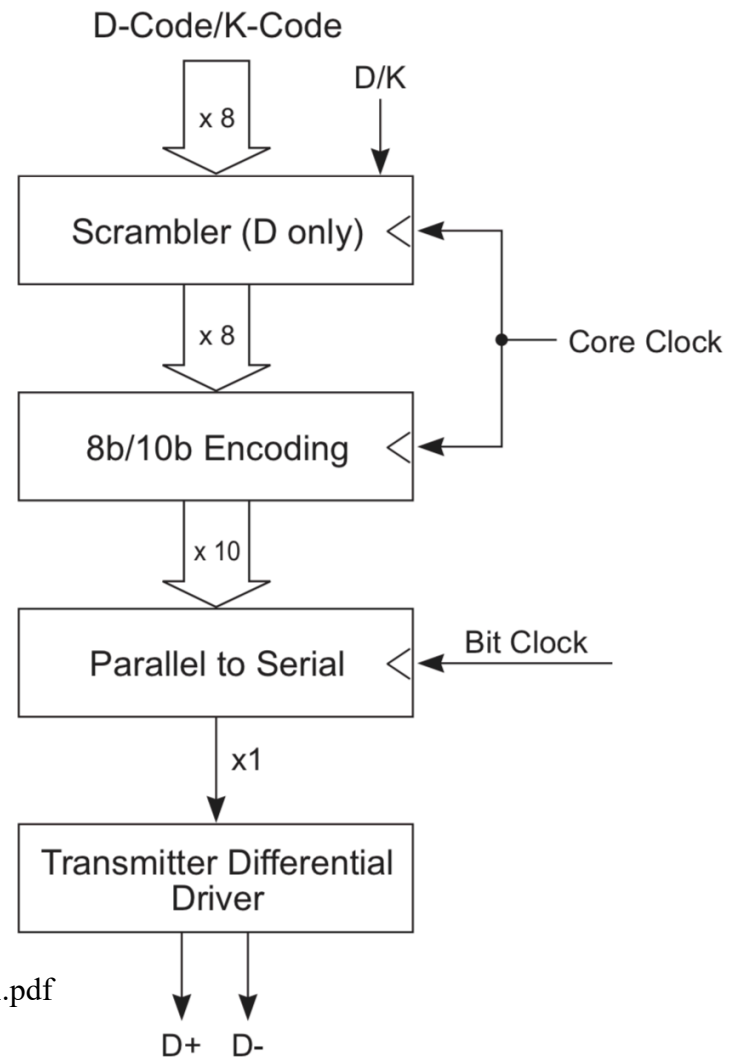 D-Code/K-Code
D/K
x 8
Scrambler (D only)
x 8
Core Clock
8b/10b Encoding
x 10
Bit Clock
Parallel to Serial
x1
Transmitter Differential
Driver
.pdf
D+ D-